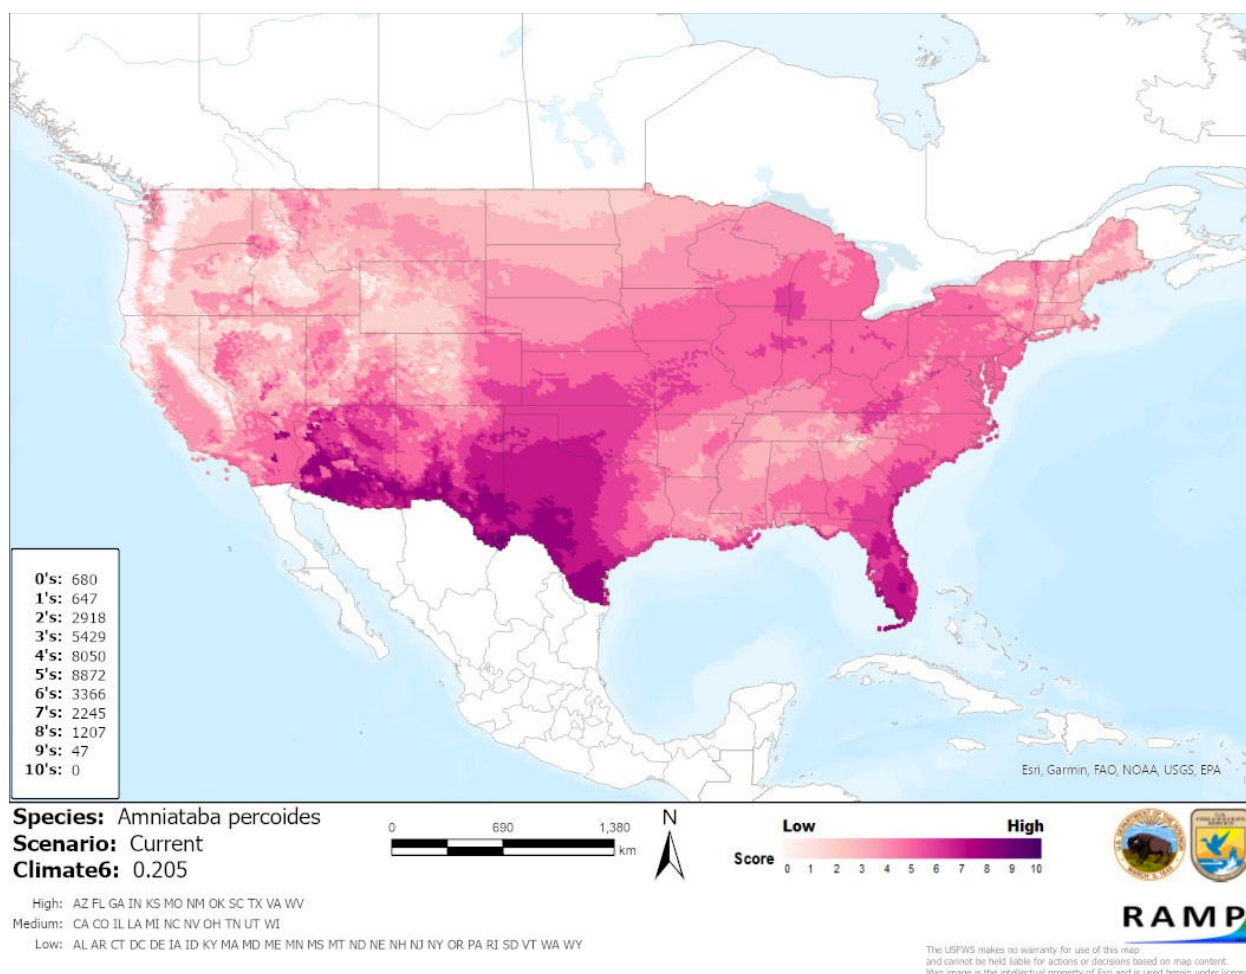 0's: 680
1's: 647
2's: 2918
3's: 5429
4's: 8050
5's: 8872
6's: 3366
7's: 2245
8's: 1207
9's: 47
10's: 0
Esri, Garmin, FAO, NOAA, USGS, EPA
Species: Amniataba percoides
Scenario: Current
Climate6: 0.205
High: AZ FL GA IN KS MO NM OK SC TX VA WV
Medium: CA CO IL LA MI NC NV OH TN UT WI
Low: AL AR CT DC DE IA ID KY MA MD ME MN MS MT ND NE NH NJ NY OR PA RI SD VT WA WY
0 690 1,380
km
N
Low High
Score 0 1 2 3 4 5 6 7 8 9 10
RAMP
The USFWS makes no warranty for use of this map
and cannot be held liable for actions or decisions based on map content.
Map image is the intellectual property of Esri and is used herein under license